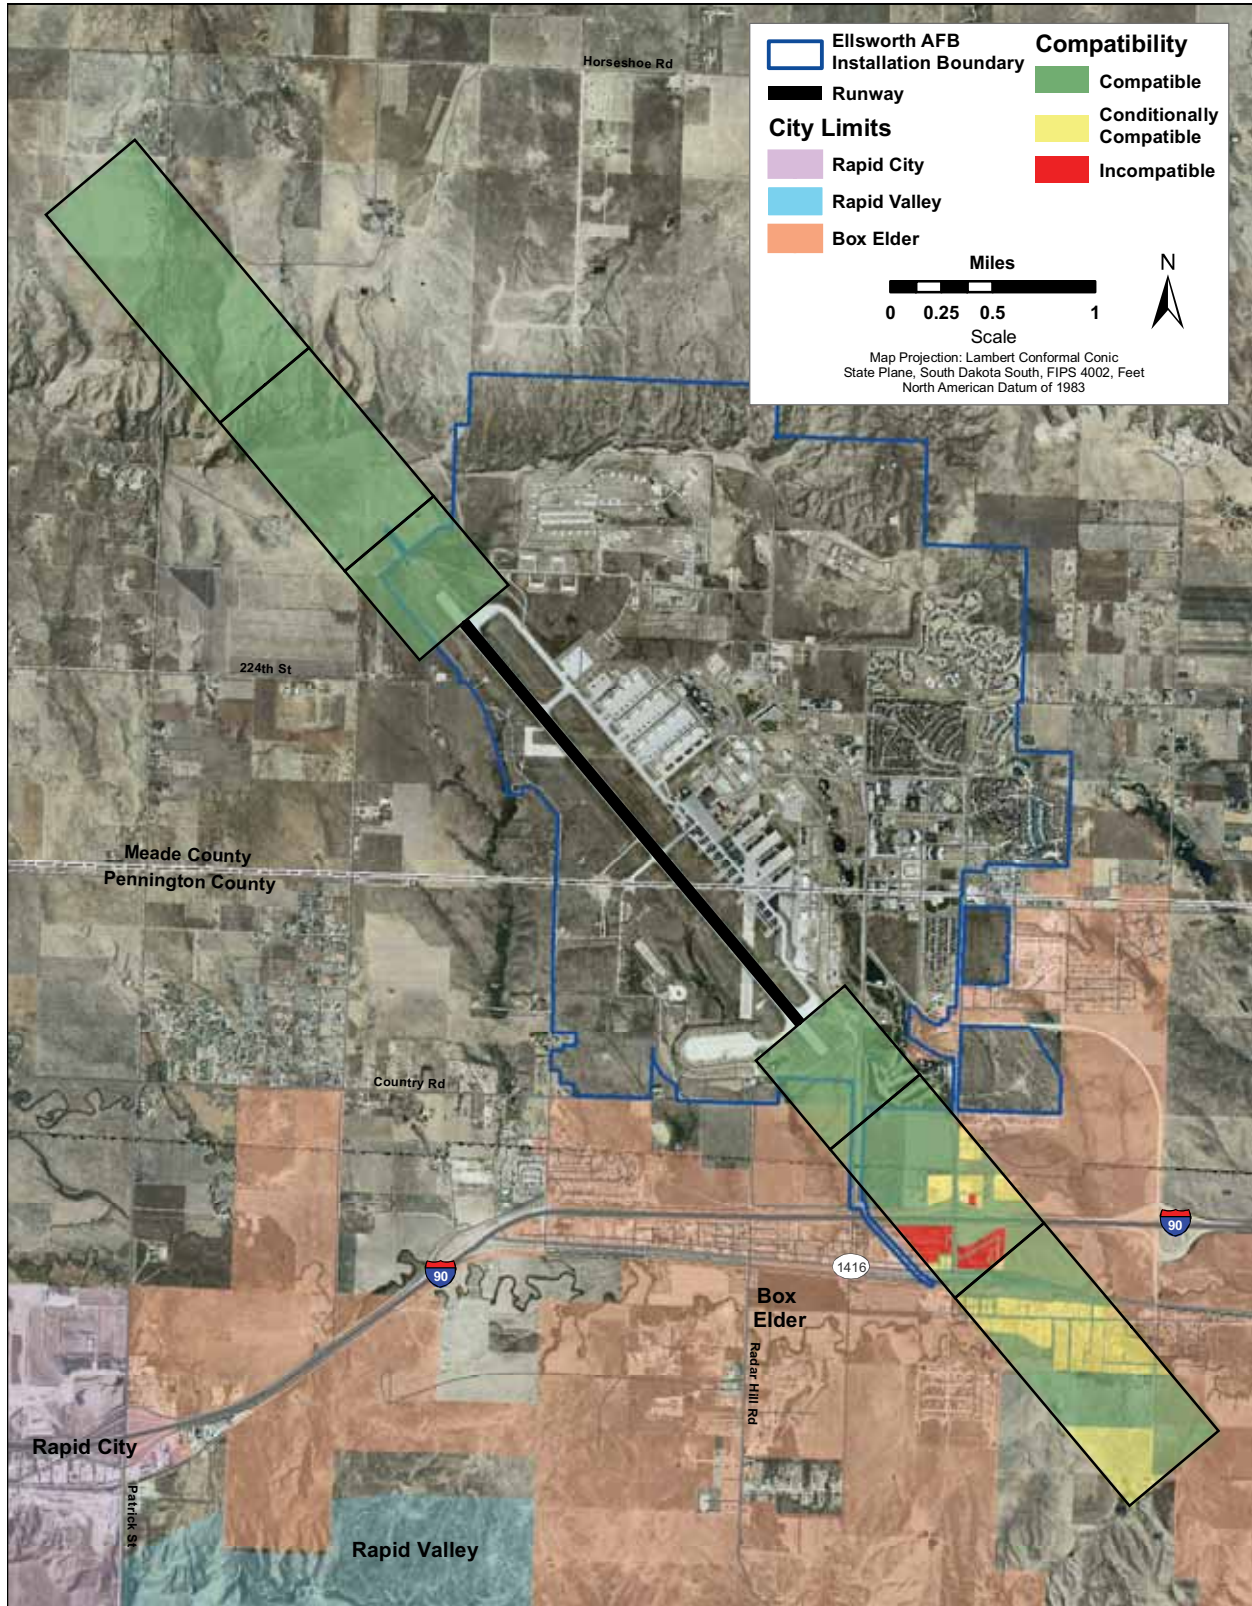 Ellsworth AFB
Installation Boundary
Runway
City Limits
Rapid City
Rapid Valley
Box Elder
Compatibility
Compatible
Conditionally
Compatible
Incompatible
Miles
0 0.25 0.5 1
Scale
N
Map Projection: Lambert Conformal Conic
State Plane, South Dakota South, FIPS 4002, Feet
North American Datum of 1983
Horseshoe Rd
224th St
Meade County
Pennington County
Country Rd
90
90
1416
Box
Elder
Radar Hill Rd
Rapid City
Patrick St
Rapid Valley